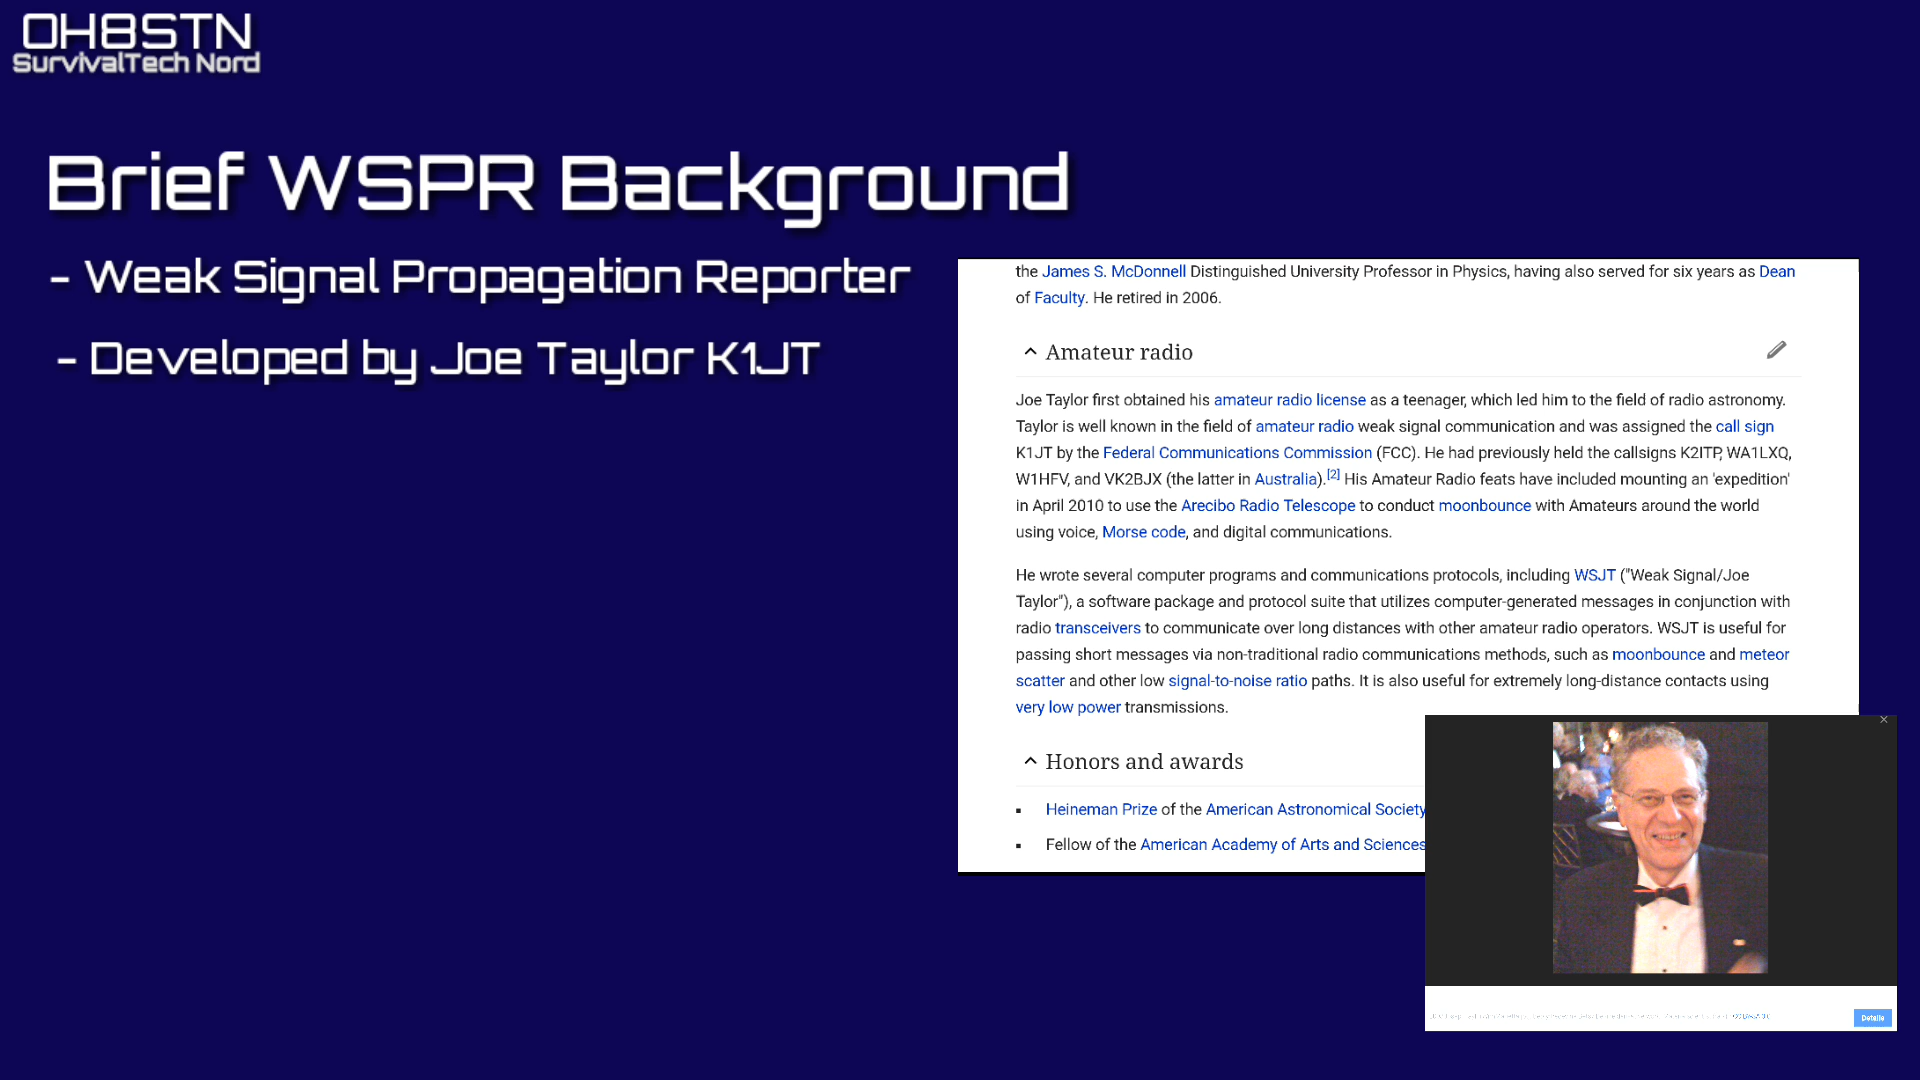 OH8STN
SurvivalTech Nord
Brief WSPR Background
- Weak Signal Propagation Reporter
- Developed by Joe Taylor K1JT
the James S. McDonnell Distinguished University Professor in Physics, having also served for six years as Dean
of Faculty. He retired in 2006.
Amateur radio
Joe Taylor first obtained his amateur radio license as a teenager, which led him to the field of radio astronomy.
Taylor is well known in the field of amateur radio weak signal communication and was assigned the call sign
K1JT by the Federal Communications Commission (FCC). He had previously held the callsigns K2ITP, WA1LXQ,
W1HFV, and VK2BJX (the latter in Australia).[2] His Amateur Radio feats have included mounting an 'expedition'
in April 2010 to use the Arecibo Radio Telescope to conduct moonbounce with Amateurs around the world
using voice, Morse code, and digital communications.
He wrote several computer programs and communications protocols, including WSJT ("Weak Signal/Joe
Taylor"), a software package and protocol suite that utilizes computer-generated messages in conjunction with
radio transceivers to communicate over long distances with other amateur radio operators. WSJT is useful for
passing short messages via non-traditional radio communications methods, such as moonbounce and meteor
scatter and other low signal-to-noise ratio paths. It is also useful for extremely long-distance contacts using
very low power transmissions.
Honors and awards
▪ Heineman Prize of the American Astronomical Society
▪ Fellow of the American Academy of Arts and Sciences
Details